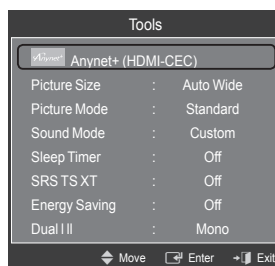 Tools
Anynet+ Anynet+ (HDMI-CEC)
Picture Size : Auto Wide
Picture Mode : Standard
Sound Mode : Custom
Sleep Timer : Off
SRS TS XT : Off
Energy Saving : Off
Dual I II : Mono
Move Enter Exit